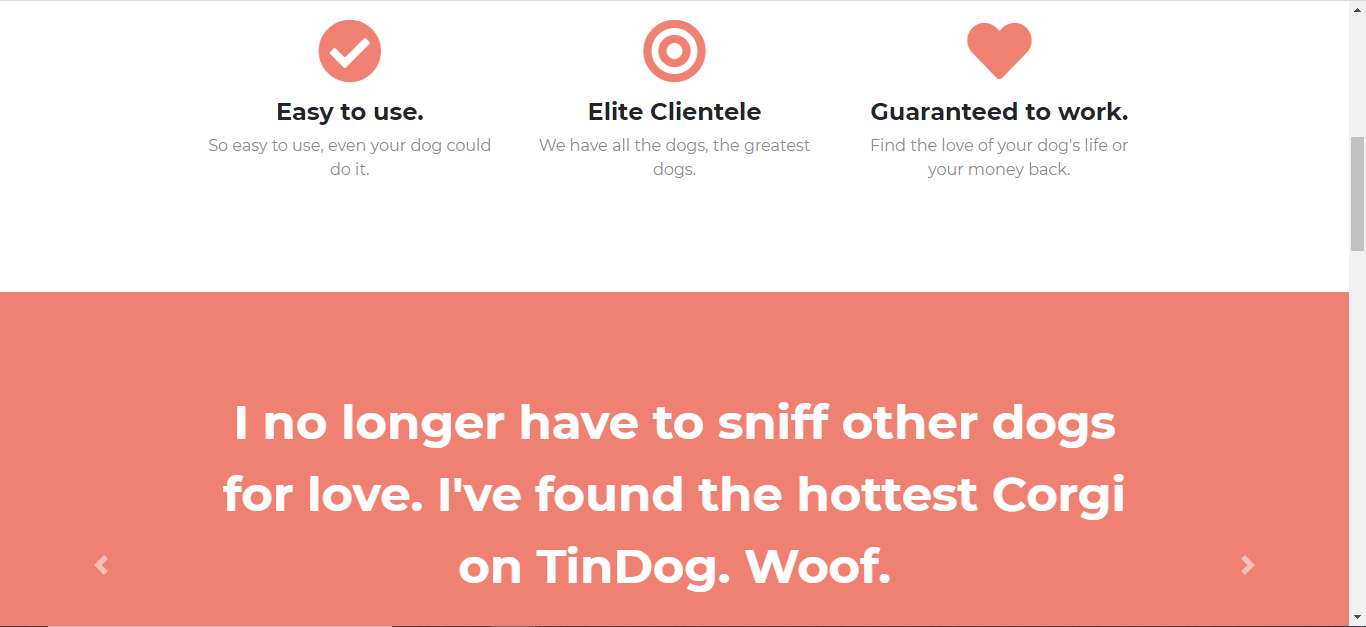 Easy to use.
So easy to use, even your dog could
do it.
Elite Clientele
We have all the dogs, the greatest
dogs.
Guaranteed to work.
Find the love of your dog's life or
your money back.
I no longer have to sniff other dogs
for love. I've found the hottest Corgi
on TinDog. Woof.